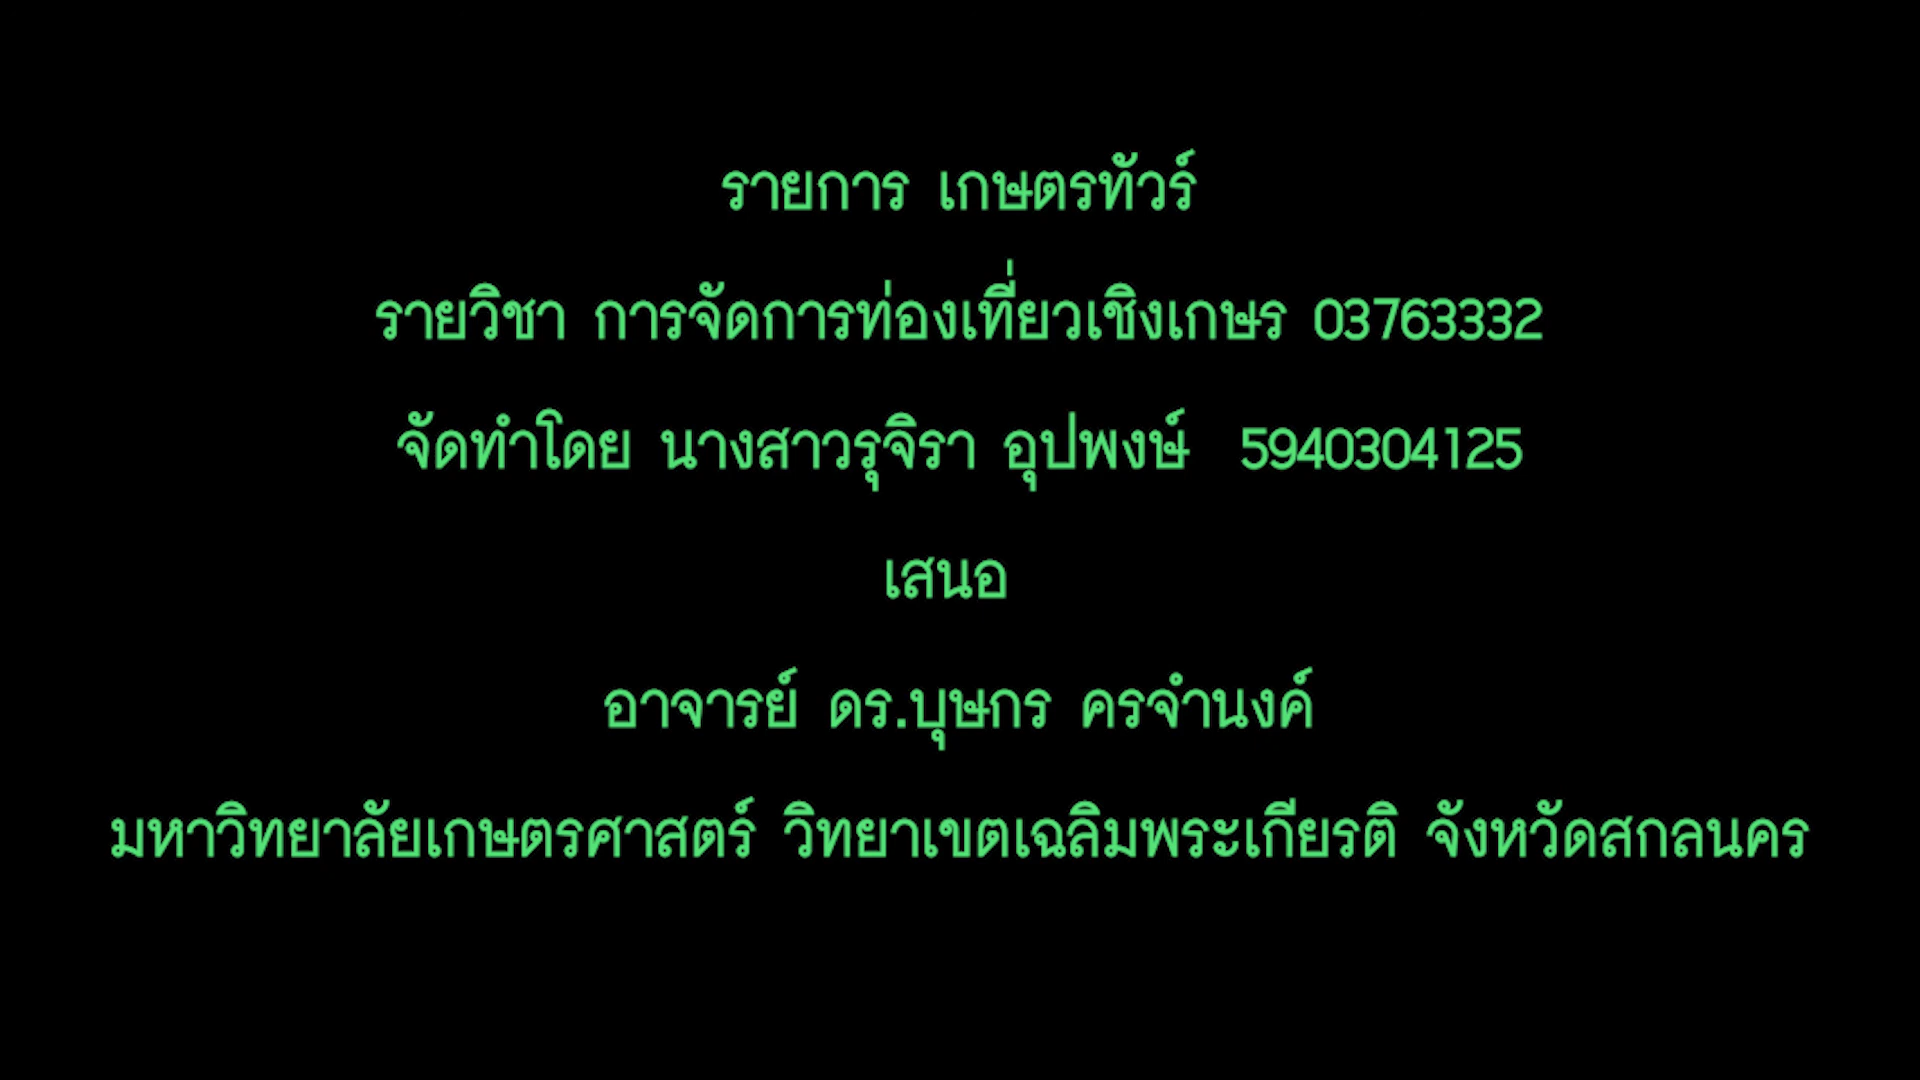 รายการ เกษตรทัวร์
รายวิชา การจัดการท่องเที่ยวเชิงเกษร 03763332
จัดทำโดย นางสาวรุจิรา อุปพงษ์ 5940304125
เสนอ
อาจารย์ ดร.บุษกร ครจำนงค์
มหาวิทยาลัยเกษตรศาสตร์ วิทยาเขตเฉลิมพระเกียรติ จังหวัดสกลนคร